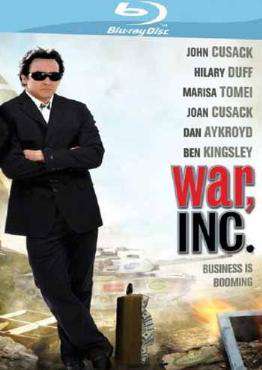 Blu-ray Disc
JOHN CUSACK
HILARY DUFF
MARISA TOMEI
JOAN CUSACK
DAN AYKROYD
BEN KINGSLEY
war,
INC.
BUSINESS IS
BOOMING